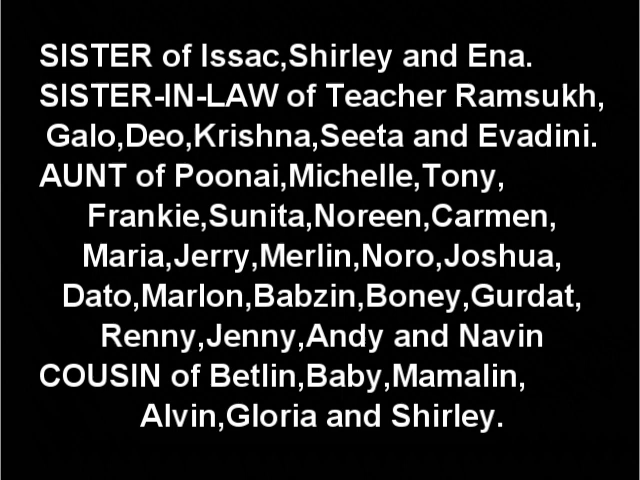 SISTER of Issac,Shirley and Ena.
SISTER-IN-LAW of Teacher Ramsukh,
Galo,Deo,Krishna,Seeta and Evadini.
AUNT of Poonai,Michelle,Tony,
Frankie,Sunita,Noreen,Carmen,
Maria,Jerry,Merlin,Noro,Joshua,
Dato,Marlon,Babzin,Boney,Gurdat,
Renny,Jenny,Andy and Navin
COUSIN of Betlin,Baby,Mamalin,
Alvin,Gloria and Shirley.